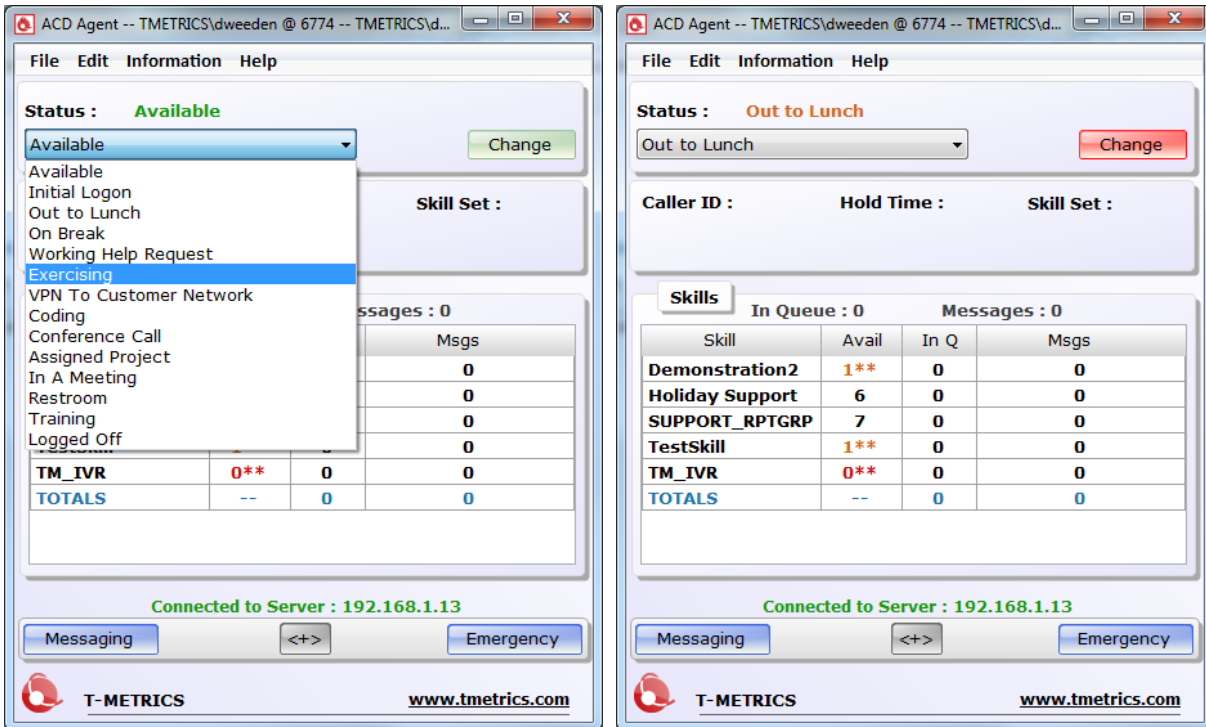 ACD Agent -- TMETRICS\dweeden @ 6774 -- TMETRICS\d...
File Edit Information Help
Status : Available
Available
Change
Available
Initial Logon
Out to Lunch
On Break
Working Help Request
Exercising
VPN To Customer Network
Coding
Conference Call
Assigned Project
In A Meeting
Restroom
Training
Logged Off
Skill Set :
ssages : 0
Msgs
0
0
0
0
TM_IVR 0** 0 0
TOTALS -- 0 0
Connected to Server : 192.168.1.13
Messaging <+> Emergency
T-METRICS www.tmetrics.com
ACD Agent -- TMETRICS\dweeden @ 6774 -- TMETRICS\d...
File Edit Information Help
Status : Out to Lunch
Out to Lunch
Change
Caller ID : Hold Time : Skill Set :
Skills
In Queue : 0 Messages : 0
Skill Avail In Q Msgs
Demonstration2 1** 0 0
Holiday Support 6 0 0
SUPPORT_RPTGRP 7 0 0
TestSkill 1** 0 0
TM_IVR 0** 0 0
TOTALS -- 0 0
Connected to Server : 192.168.1.13
Messaging <+> Emergency
T-METRICS www.tmetrics.com